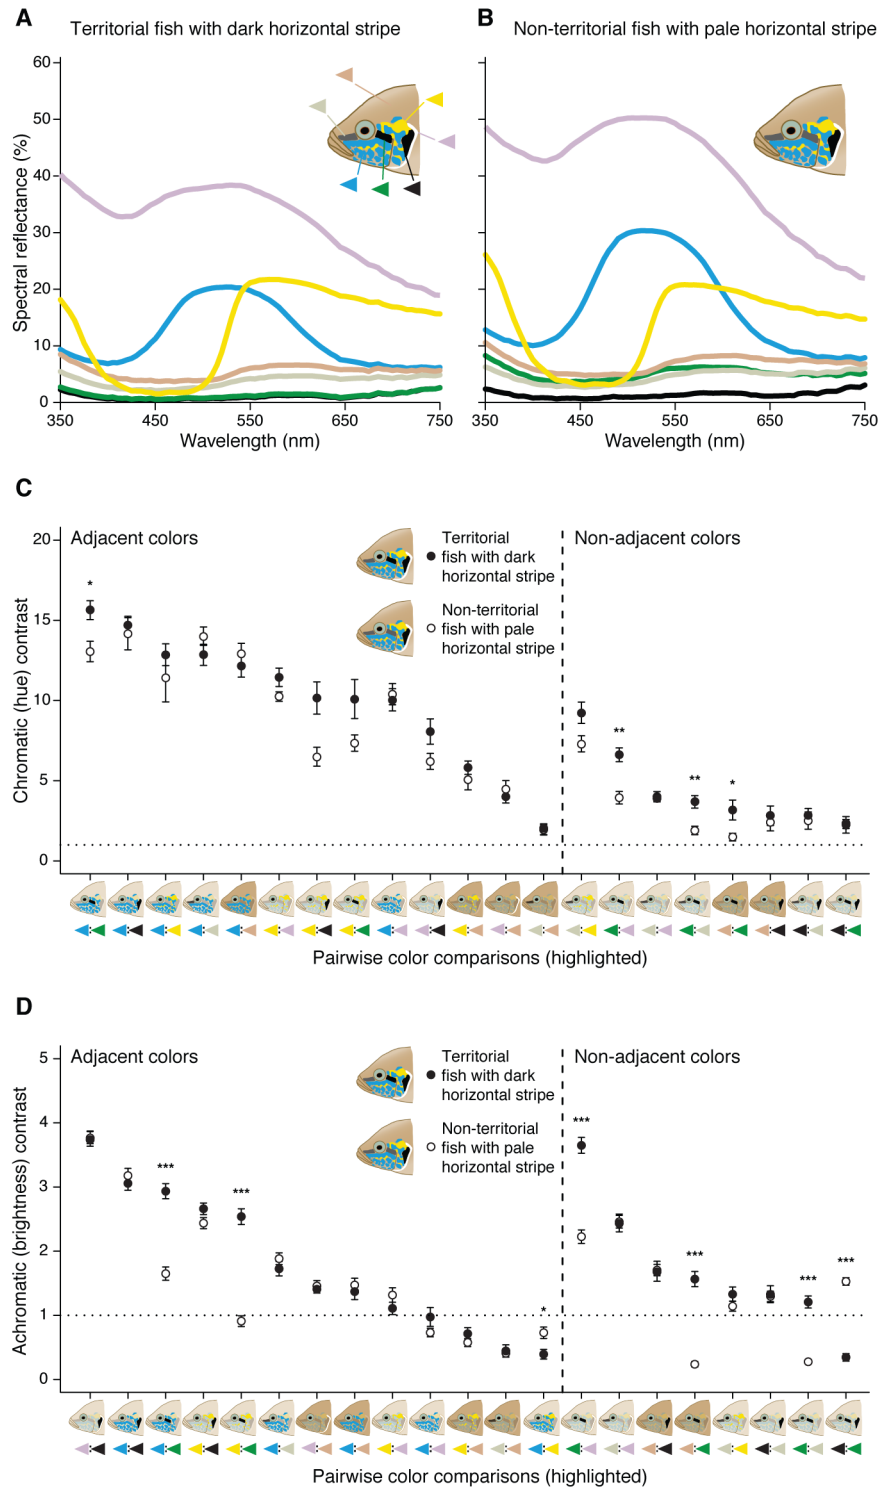 A
Territorial fish with dark horizontal stripe
B
Non-territorial fish with pale horizontal stripe
Spectral reflectance (%)
60
50
40
30
20
10
0
350
450
550
650
750
Wavelength (nm)
350
450
550
650
750
Wavelength (nm)
C
Chromatic (hue) contrast
20
15
10
5
0
Adjacent colors
Territorial
fish with dark
horizontal stripe
Non-territorial
fish with pale
horizontal stripe
Non-adjacent colors
*
**
**
*
Pairwise color comparisons (highlighted)
D
Achromatic (brightness) contrast
5
4
3
2
1
0
Adjacent colors
Territorial
fish with dark
horizontal stripe
Non-territorial
fish with pale
horizontal stripe
Non-adjacent colors
***
***
*
***
***
***
***
Pairwise color comparisons (highlighted)